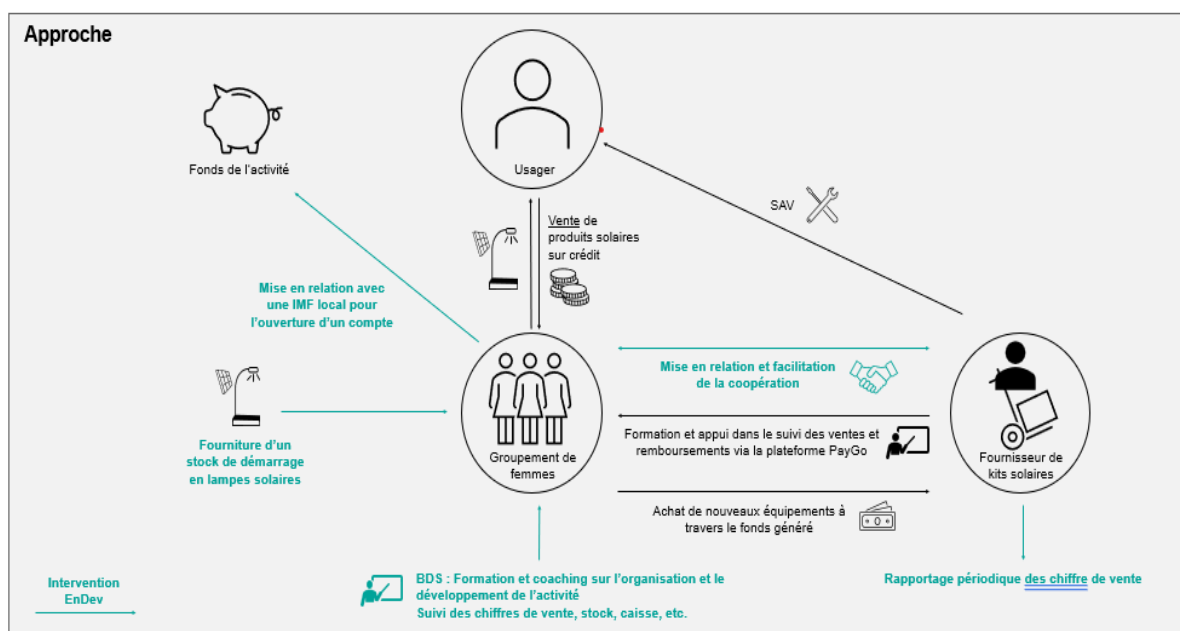 Approche
Fonds de l'activité
Usager
SAV
Vente de
produits solaires
sur crédit
Mise en relation avec
une IMF local pour
l'ouverture d'un compte
Mise en relation et facilitation
de la coopération
Fourniture d'un
stock de démarrage
en lampes solaires
Groupement de
femmes
Formation et appui dans le suivi des ventes et
remboursements via la plateforme PayGo
Fournisseur de
kits solaires
Achat de nouveaux équipements à
travers le fonds généré
Intervention
EnDev
BDS : Formation et coaching sur l'organisation et le
développement de l'activité
Suivi des chiffres de vente, stock, caisse, etc.
Rapportage périodique des chiffre de vente